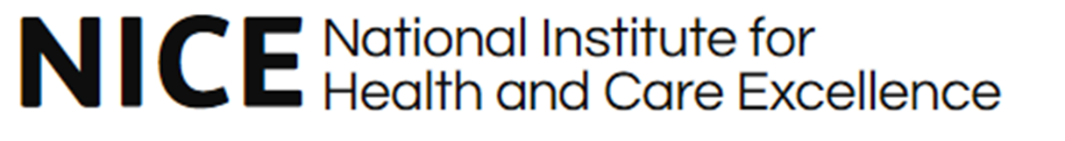 NICE National Institute for
Health and Care Excellence